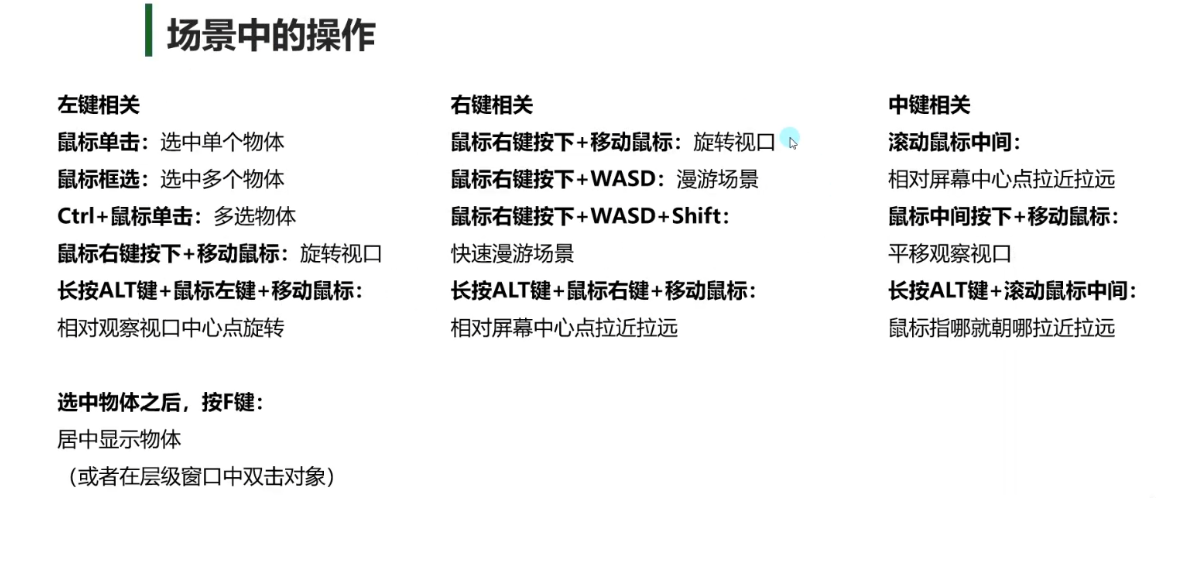 场景中的操作
左键相关
鼠标单击：选中单个物体
鼠标框选：选中多个物体
Ctrl+鼠标单击：多选物体
鼠标右键按下+移动鼠标：旋转视口
长按ALT键+鼠标左键+移动鼠标：
相对观察视口中心点旋转
选中物体之后，按F键：
居中显示物体
（或者在层级窗口中双击对象）
右键相关
鼠标右键按下+移动鼠标：旋转视口
鼠标右键按下+WASD：漫游场景
鼠标右键按下+WASD+Shift：
快速漫游场景
长按ALT键+鼠标右键+移动鼠标：
相对屏幕中心点拉近拉远
中键相关
滚动鼠标中间：
相对屏幕中心点拉近拉远
鼠标中间按下+移动鼠标：
平移观察视口
长按ALT键+滚动鼠标中间：
鼠标指哪就朝哪拉近拉远